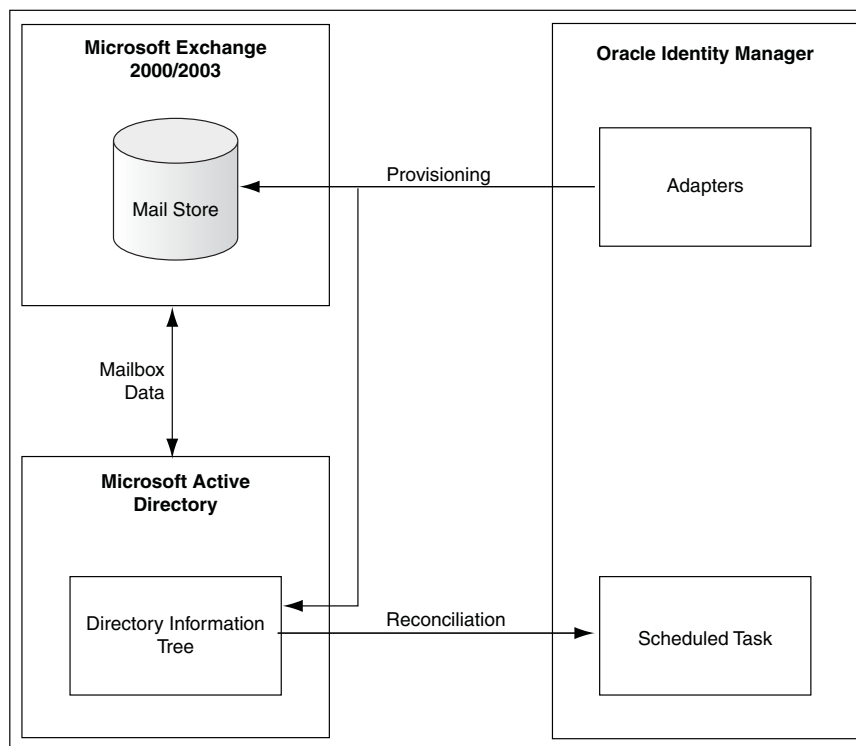 Microsoft Exchange
2000/2003
Mail Store
Mailbox
Data
Microsoft Active
Directory
Directory Information
Tree
Provisioning
Reconciliation
Oracle Identity Manager
Adapters
Scheduled Task